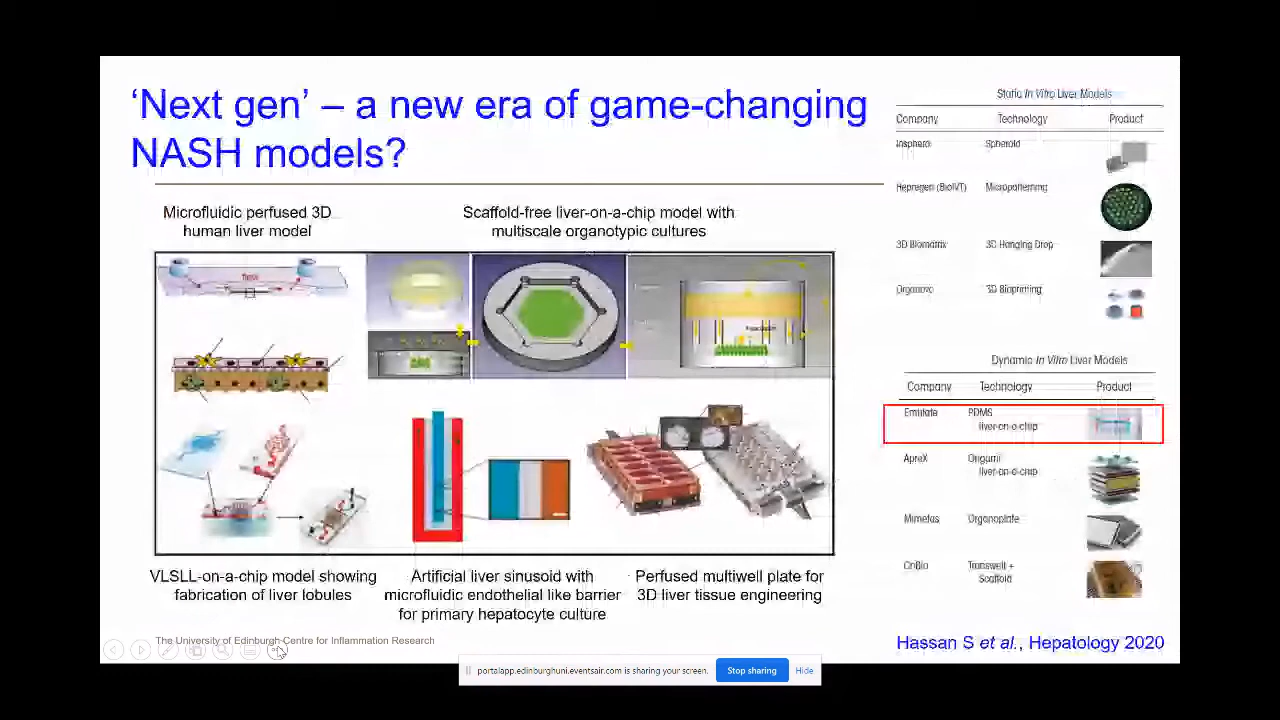 ‘Next gen’ – a new era of game-changing
NASH models?
Microfluidic perfused 3D
human liver model
Scaffold-free liver-on-a-chip model with
multiscale organotypic cultures
VLSLL-on-a-chip model showing
fabrication of liver lobules
Artificial liver sinusoid with
microfluidic endothelial like barrier
for primary hepatocyte culture
Perfused multiwell plate for
3D liver tissue engineering
The University of Edinburgh Centre for Inflammation Research
Static In Vitro Liver Models
Company Technology Product
Insphero Spheroid
Hepregen (BioIVT) Micropatterning
3D Biomatrix 3D Hanging Drop
Organovo 3D Bioprinting
Dynamic In Vitro Liver Models
Company Technology Product
Emulate PDMS
liver-on-a-chip
Origami
liver-on-a-chip
Mimetas Organoplate
CnBio Transwell +
Scaffold
Hassan S et al., Hepatology 2020
portalapp.edinburghuni.eventsair.com is sharing your screen.
Stop sharing
Hide